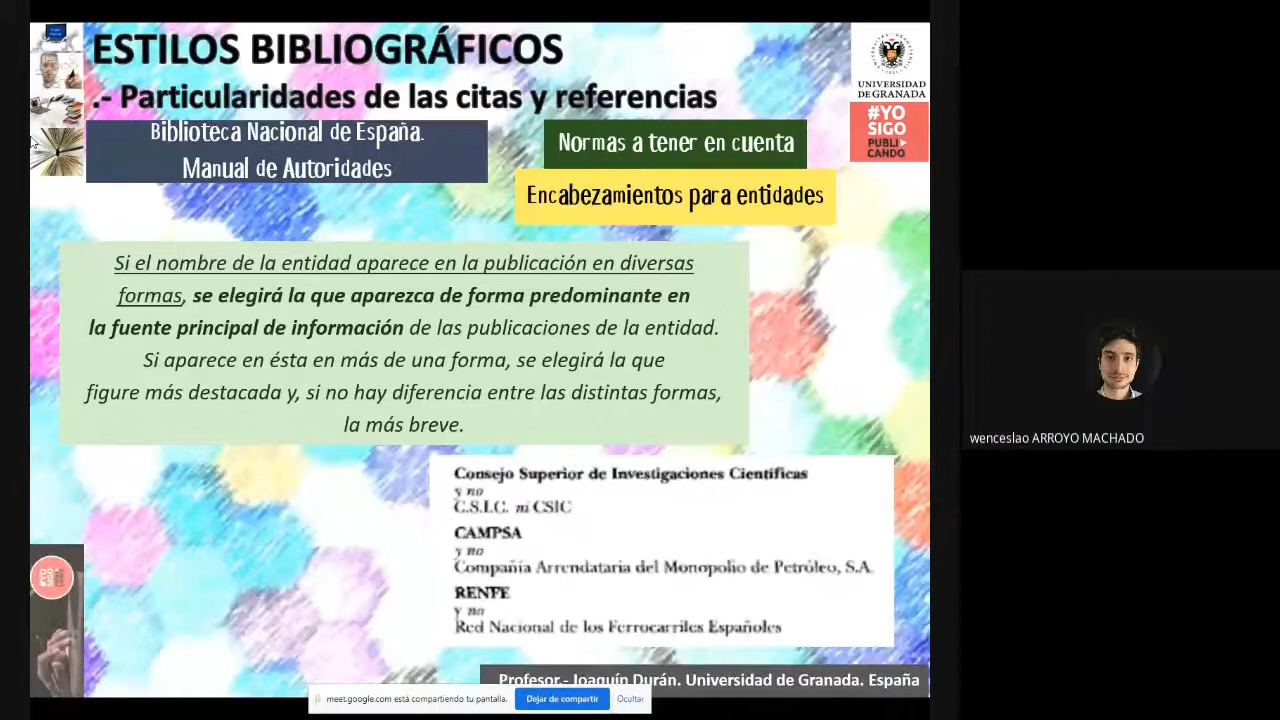 ESTILOS BIBLIOGRÁFICOS
.- Particularidades de las citas y referencias
Biblioteca Nacional de España.
Manual de Autoridades
Normas a tener en cuenta
Encabezamientos para entidades
UNIVERSIDAD
DE GRANADA
#YO
SIGO
PUBLI
CANDO
Si el nombre de la entidad aparece en la publicación en diversas
formas, se elegirá la que aparezca de forma predominante en
la fuente principal de información de las publicaciones de la entidad.
Si aparece en ésta en más de una forma, se elegirá la que
figure más destacada y, si no hay diferencia entre las distintas formas,
la más breve.
Consejo Superior de Investigaciones Científicas
y no
C.S.I.C. ni CSIC
CAMPSA
y no
Compañía Arrendataria del Monopolio de Petróleo, S.A.
RENFE
y no
Red Nacional de los Ferrocarriles Españoles
#YO
SIGO
Profesor.- Joaquín Durán. Universidad de Granada. España
meet.google.com está compartiendo tu pantalla.
Dejar de compartir
Ocultar
wenceslao ARROYO MACHADO